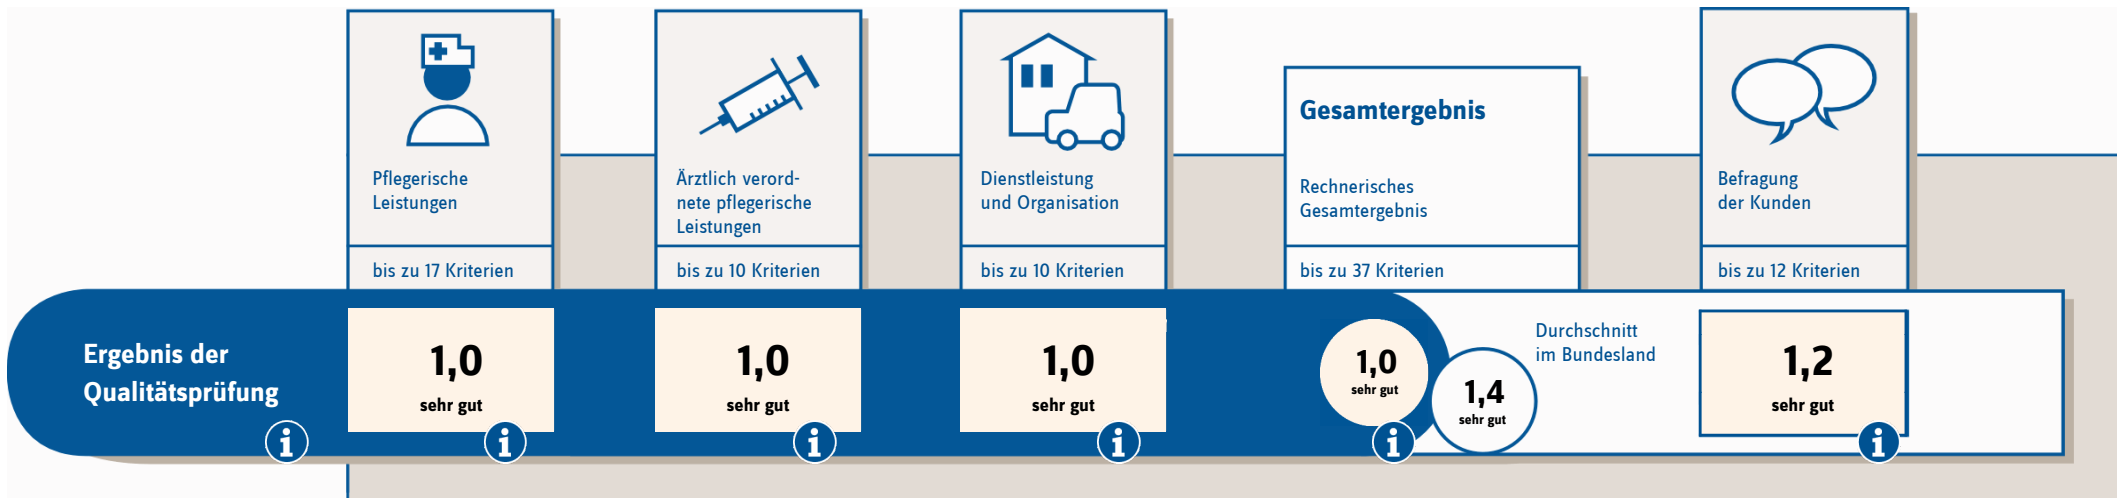 Pflegerische
Leistungen
bis zu 17 Kriterien
Ärztlich verord-
nete pflegerische
Leistungen
bis zu 10 Kriterien
Dienstleistung
und Organisation
bis zu 10 Kriterien
Gesamtergebnis
Rechnerisches
Gesamtergebnis
bis zu 37 Kriterien
Befragung
der Kunden
bis zu 12 Kriterien
Ergebnis der
Qualitätsprüfung
i
1,0
sehr gut
i
1,0
sehr gut
i
1,0
sehr gut
i
1,0
sehr gut
i
1,4
sehr gut
Durchschnitt
im Bundesland
1,2
sehr gut
i